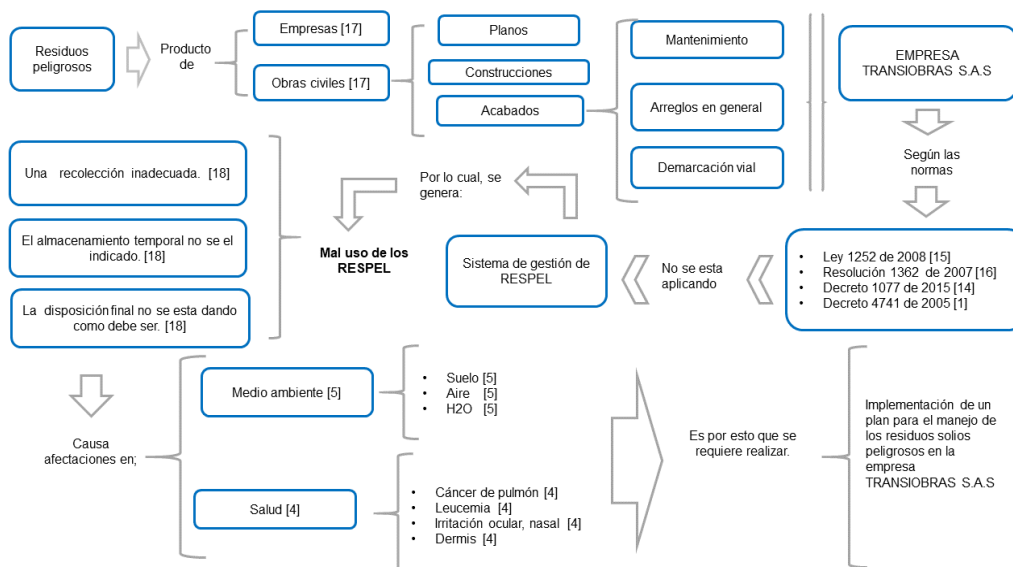 Residuos
peligrosos
Producto
de
Empresas [17]
Obras civiles [17]
Planos
Construcciones
Acabados
Mantenimiento
Arreglos en general
Demarcación vial
EMPRESA
TRANSIOBRAS S.A.S
Según las
normas
• Ley 1252 de 2008 [15]
• Resolución 1362 de 2007 [16]
• Decreto 1077 de 2015 [14]
• Decreto 4741 de 2005 [1]
No se esta
aplicando
Sistema de gestión de
RESPEL
Por lo cual, se
genera:
Mal uso de los
RESPEL
Una recolección inadecuada. [18]
El almacenamiento temporal no se el
indicado. [18]
La disposición final no se esta dando
como debe ser. [18]
Causa
afectaciones en;
Medio ambiente [5]
• Suelo [5]
• Aire [5]
• H2O [5]
Salud [4]
• Cáncer de pulmón [4]
• Leucemia [4]
• Irritación ocular, nasal [4]
• Dermis [4]
Es por esto que se
requiere realizar.
Implementación de un
plan para el manejo de
los residuos solios
peligrosos en la
empresa
TRANSIOBRAS S.A.S